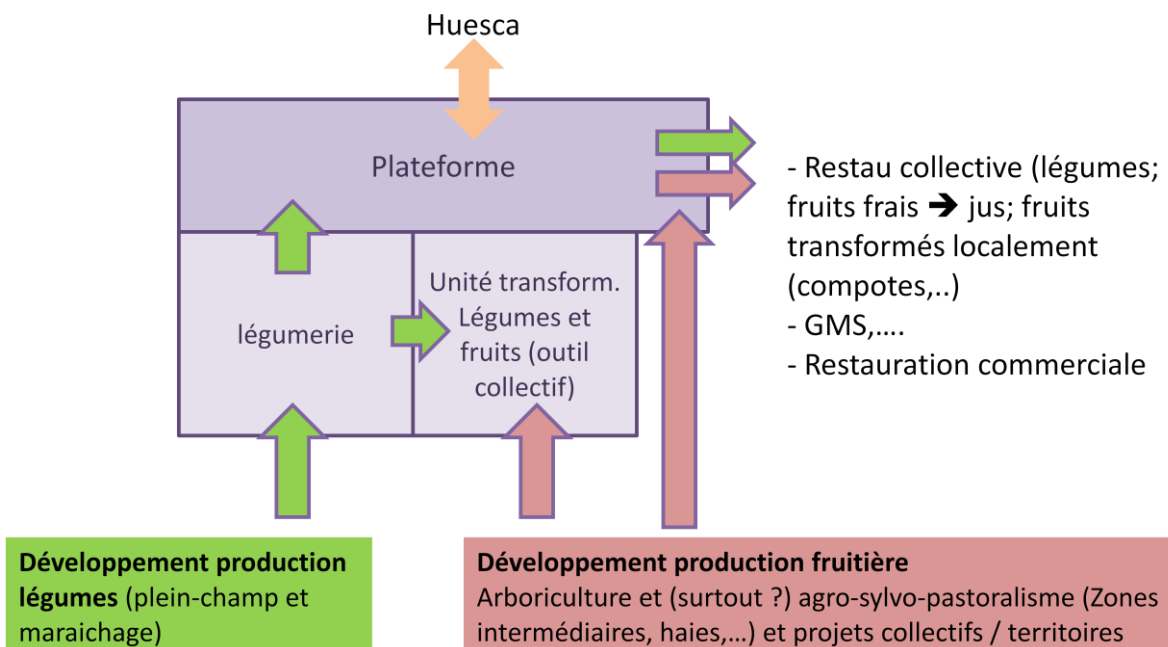 Huesca
Plateforme
- Restau collective (légumes;
fruits frais ➔ jus; fruits
transformés localement
(compotes,..)
- GMS,....
- Restauration commerciale
légumerie
Unité transform.
Légumes et
fruits (outil
collectif)
Développement production
légumes (plein-champ et
maraichage)
Développement production fruitière
Arboriculture et (surtout ?) agro-sylvo-pastoralisme (Zones
intermédiaires, haies,...) et projets collectifs / territoires